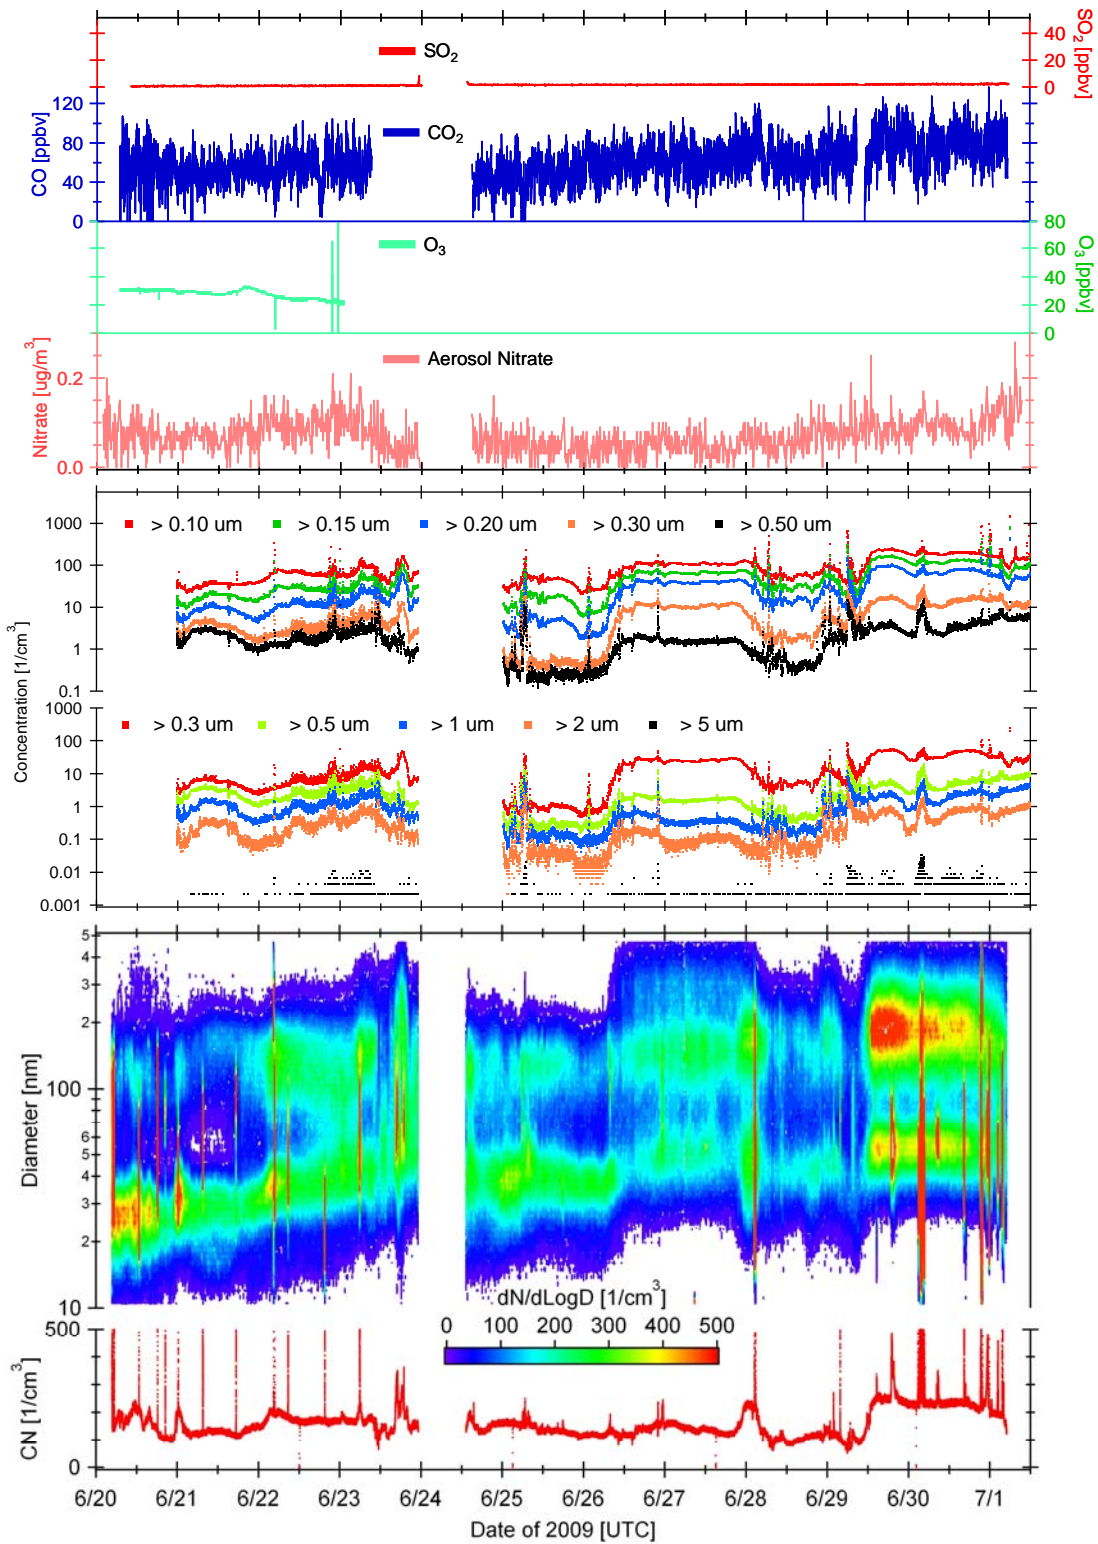 SO2
SO2 [ppbv]
40
20
0
CO [ppbv]
120
80
40
0
CO2
O3
O3 [ppbv]
80
60
40
20
0
Nitrate [ug/m3]
0.2
0.0
Aerosol Nitrate
Concentration [1/cm3]
> 0.10 um > 0.15 um > 0.20 um > 0.30 um > 0.50 um
1000
100
10
1
0.1
> 0.3 um > 0.5 um > 1 um > 2 um > 5 um
1000
100
10
1
0.1
0.01
0.001
Diameter [nm]
5
4
3
2
100
6
5
4
3
2
10
dN/dLogD [1/cm3]
0 100 200 300 400 500
CN [1/cm3]
500
0
6/20 6/21 6/22 6/23 6/24 6/25 6/26 6/27 6/28 6/29 6/30 7/1
Date of 2009 [UTC]